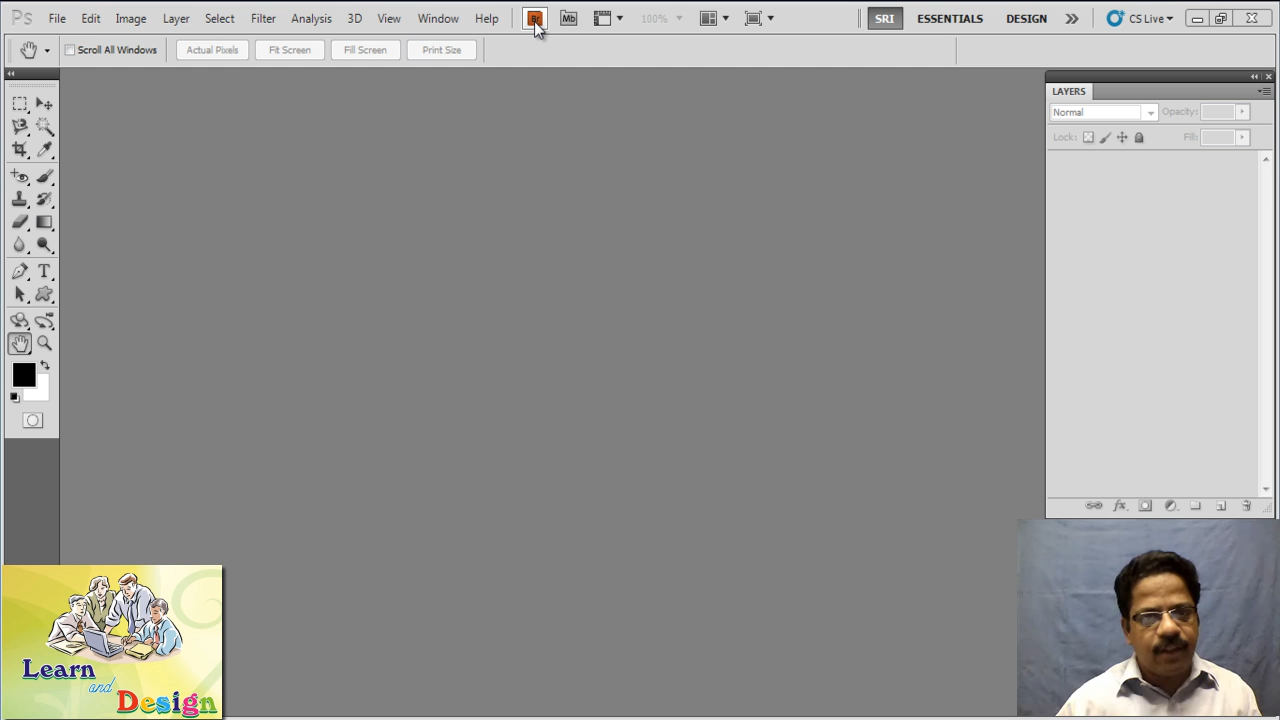 Ps File Edit Image Layer Select Filter Analysis 3D View Window Help Br Mb 100% SRI ESSENTIALS DESIGN CS Live
Scroll All Windows Actual Pixels Fit Screen Fill Screen Print Size
LAYERS
Normal Opacity:
Lock: Fill:
T
fx
Learn
and
Design